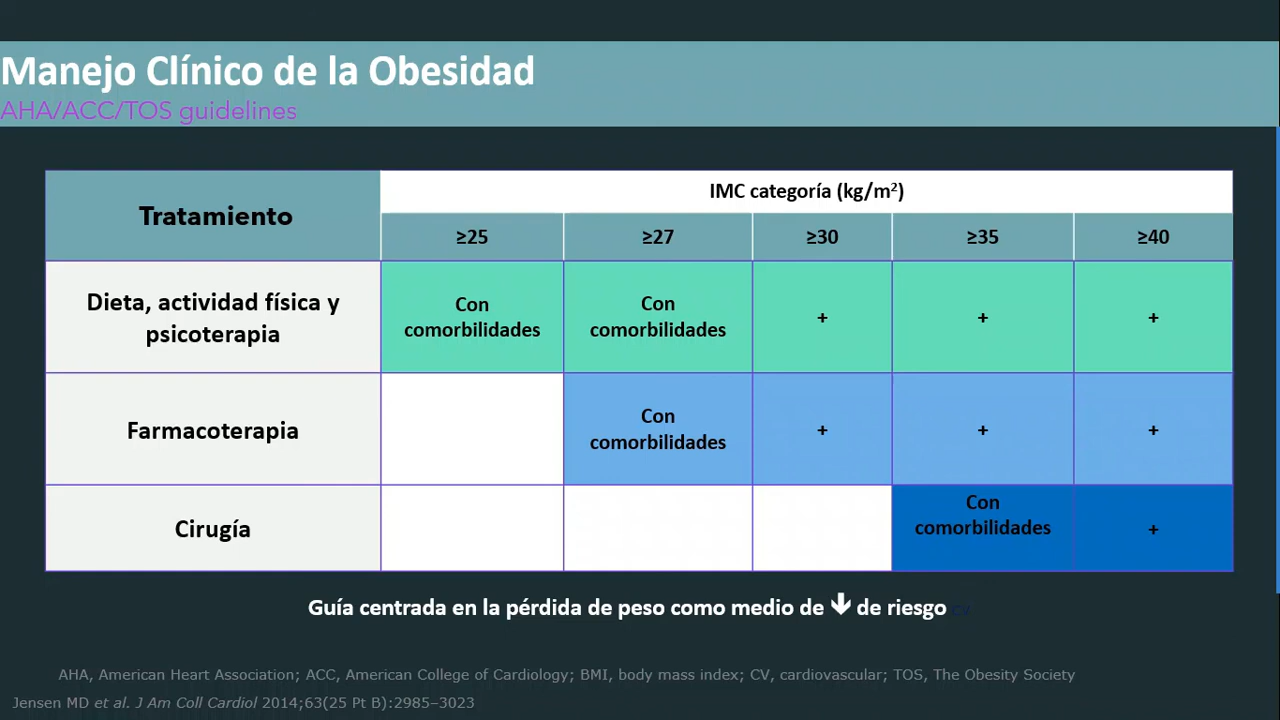 Manejo Clínico de la Obesidad
AHA/ACC/TOS guidelines
Tratamiento
IMC categoría (kg/m²)
≥25
≥27
≥30
≥35
≥40
Dieta, actividad física y
psicoterapia
Con
comorbilidades
Con
comorbilidades
+
+
+
Farmacoterapia
Con
comorbilidades
+
+
+
Cirugía
Con
comorbilidades
+
Guía centrada en la pérdida de peso como medio de 🡻 de riesgo CV
AHA, American Heart Association; ACC, American College of Cardiology; BMI, body mass index; CV, cardiovascular; TOS, The Obesity Society
Jensen MD et al. J Am Coll Cardiol 2014;63(25 Pt B):2985–3023